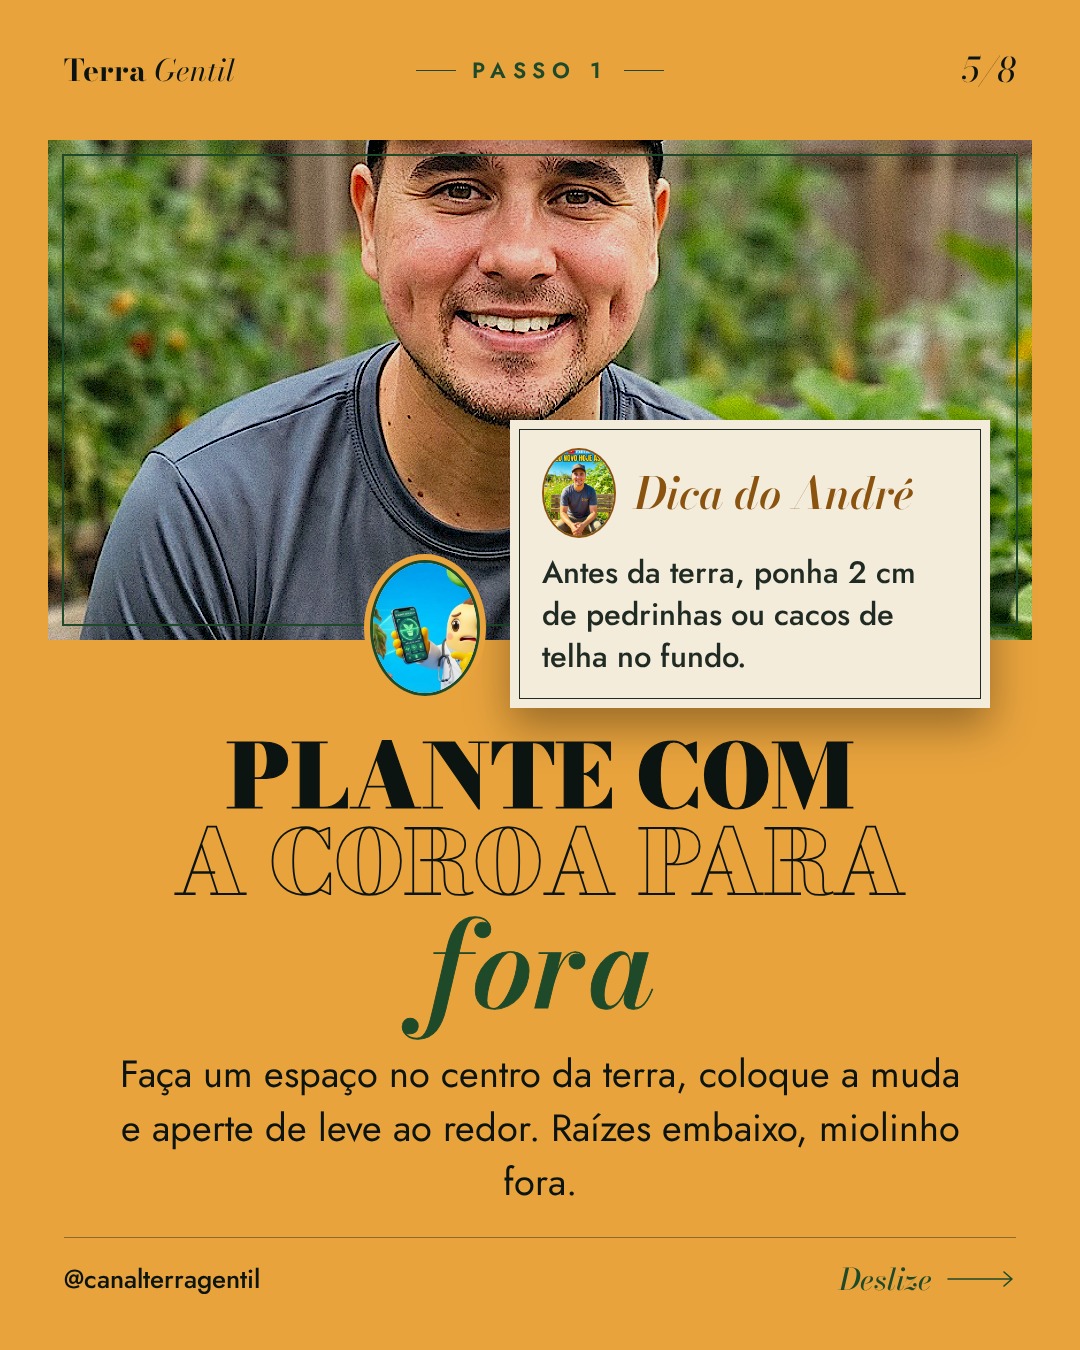 Terra Gentil
PASSO 1
5/8
Dica do André
Antes da terra, ponha 2 cm
de pedrinhas ou cacos de
telha no fundo.
PLANTE COM
A COROA PARA
fora
Faça um espaço no centro da terra, coloque a muda
e aperte de leve ao redor. Raízes embaixo, miolinho
fora.
@canalterragentil
Deslize